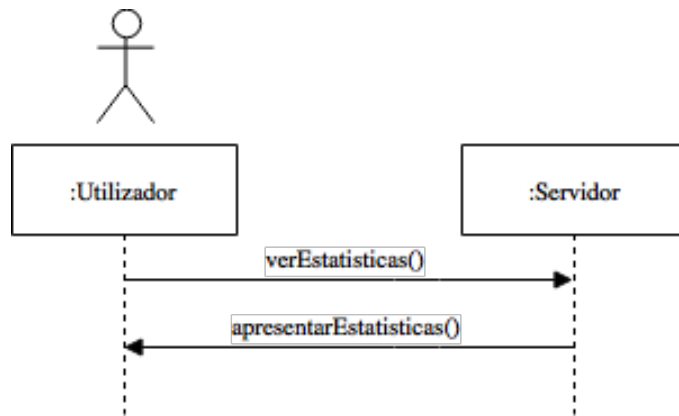 :Utilizador
:Servidor
verEstatisticas()
apresentarEstatisticas()